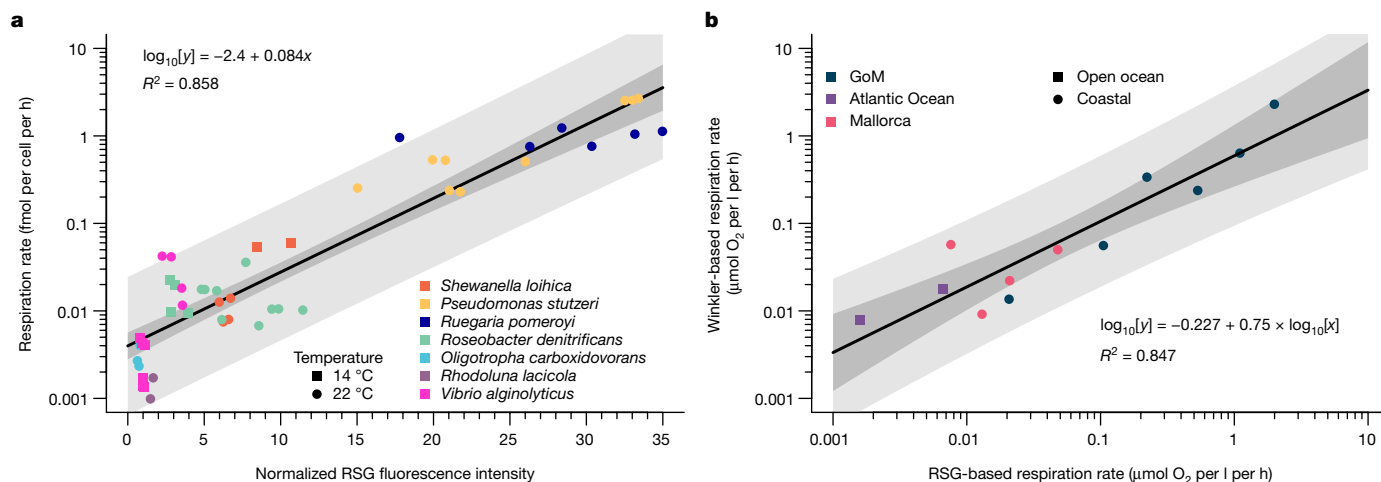 a
log10[y] = −2.4 + 0.084x
R2 = 0.858
Respiration rate (fmol per cell per h)
10
1
0.1
0.01
0.001
Shewanella loihica
Pseudomonas stutzeri
Ruegaria pomeroyi
Roseobacter denitrificans
Oligotropha carboxidovorans
Rhodoluna lacicola
Vibrio alginolyticus
Temperature
14 °C
22 °C
0 5 10 15 20 25 30 35
Normalized RSG fluorescence intensity
b
Winkler-based respiration rate
(μmol O2 per l per h)
10
1
0.1
0.01
0.001
GoM
Atlantic Ocean
Mallorca
Open ocean
Coastal
log10[y] = −0.227 + 0.75 × log10[x]
R2 = 0.847
0.001 0.01 0.1 1 10
RSG-based respiration rate (μmol O2 per l per h)